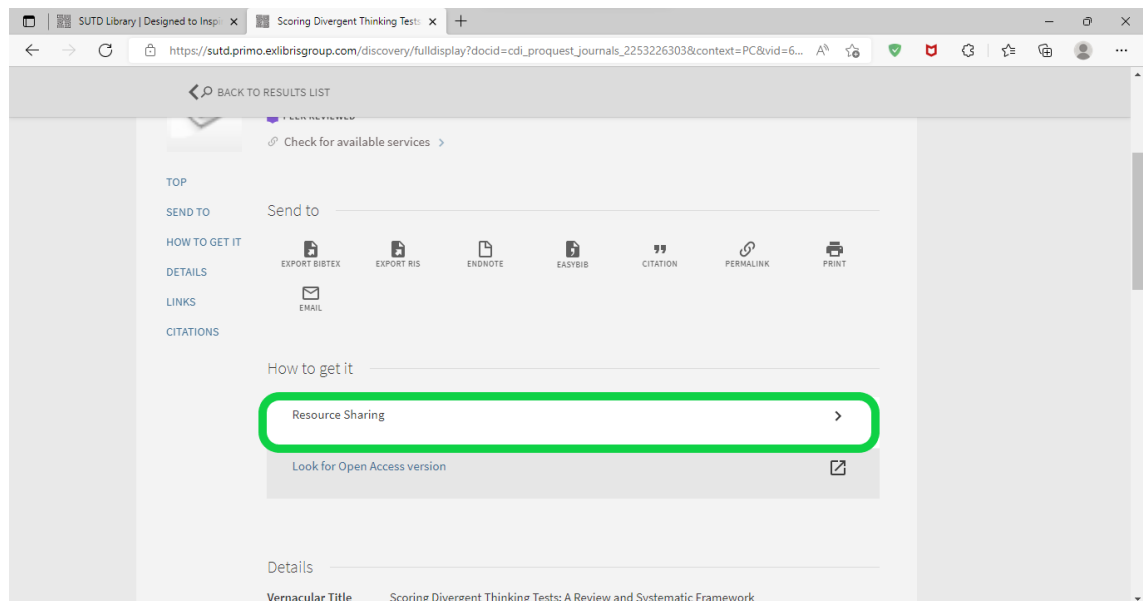 SUTD Library | Designed to Inspi
Scoring Divergent Thinking Tests
https://sutd.primo.exlibrisgroup.com/discovery/fulldisplay?docid=cdi_proquest_journals_2253226303&context=PC&vid=6...
BACK TO RESULTS LIST
PEER REVIEWED
Check for available services
TOP
SEND TO
HOW TO GET IT
DETAILS
LINKS
CITATIONS
Send to
EXPORT BIBTEX
EXPORT RIS
ENDNOTE
EASYBIB
CITATION
PERMALINK
PRINT
EMAIL
How to get it
Resource Sharing
Look for Open Access version
Details
Vernacular Title Scoring Divergent Thinking Tests: A Review and Systematic Framework